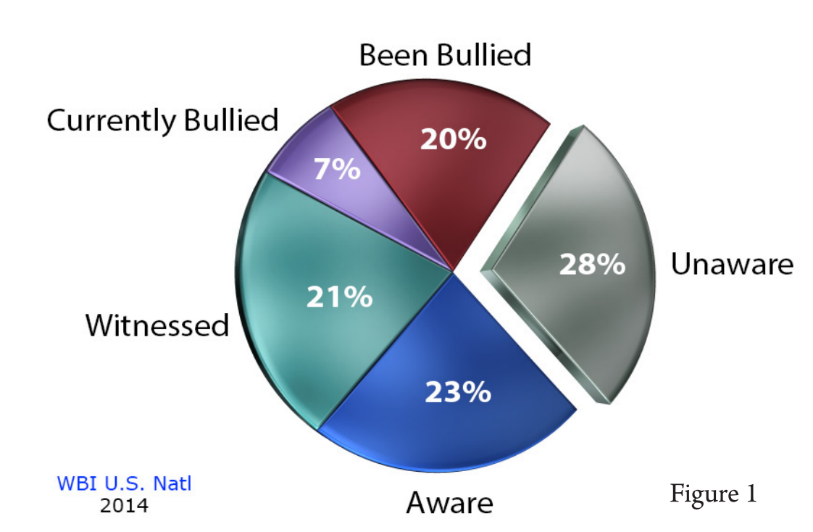 Been Bullied
Currently Bullied
20%
7%
28%
Unaware
21%
Witnessed
23%
WBI U.S. Natl
2014
Figure 1
Aware